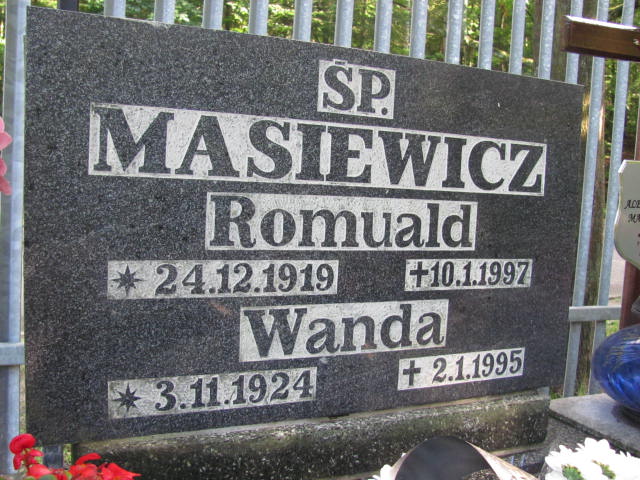 ŚP.
MASIEWICZ
Romuald
* 24.12.1919 ✝10.1.1997
Wanda
* 3.11.1924 ✝ 2.1.1995